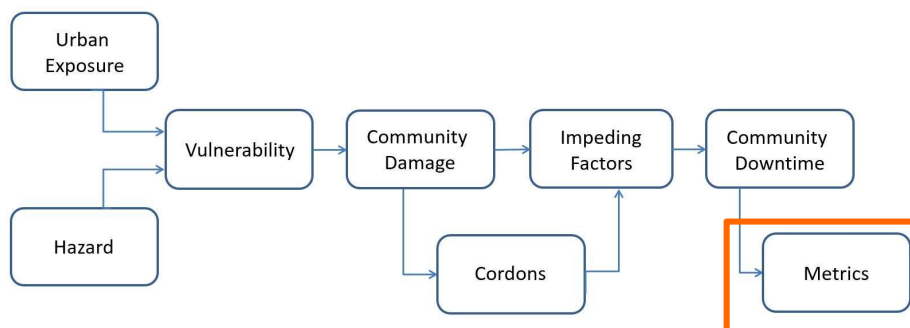 Urban
Exposure
Vulnerability
Community
Damage
Impeding
Factors
Community
Downtime
Hazard
Cordons
Metrics